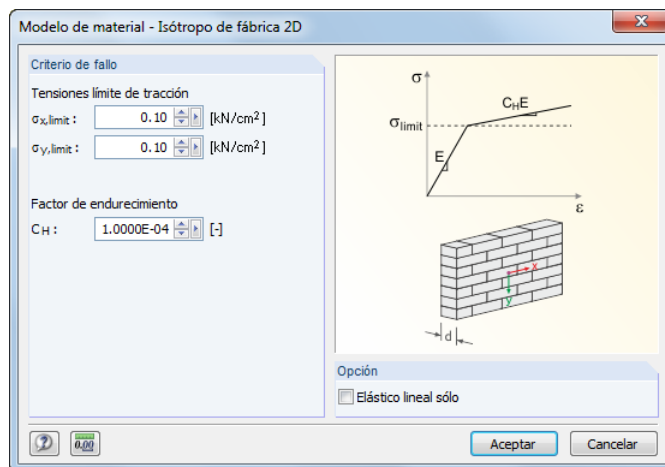 Modelo de material - Isótropo de fábrica 2D
Criterio de fallo
Tensiones límite de tracción
σx,limit : 0.10 [kN/cm²]
σy,limit : 0.10 [kN/cm²]
Factor de endurecimiento
CH : 1.0000E-04 [-]
σ
CHE
σlimit
E
ε
x
y
d
Opción
Elástico lineal sólo
0.00
Aceptar
Cancelar